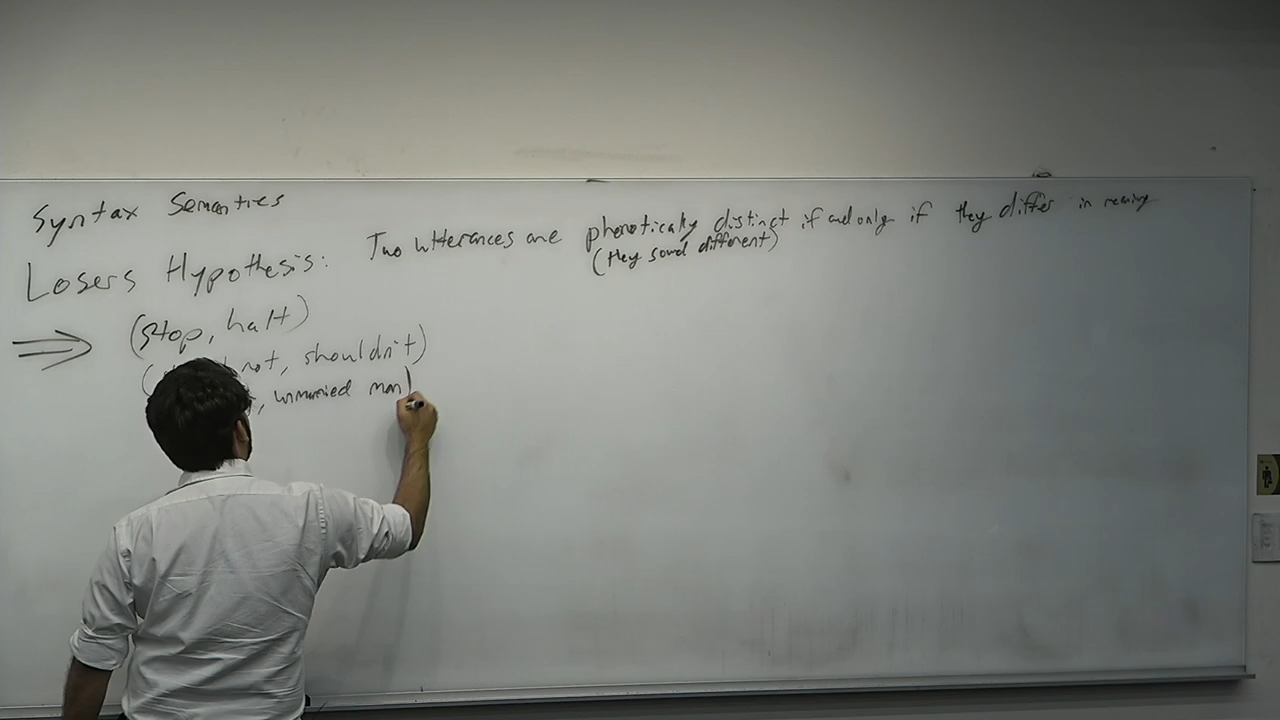 Syntax Semantics
Losers Hypothesis: Two utterances are phonetically distinct if and only if they differ in meaning
(they sound different)
(stop, halt)
( not, shouldn't)
, unmarried man)